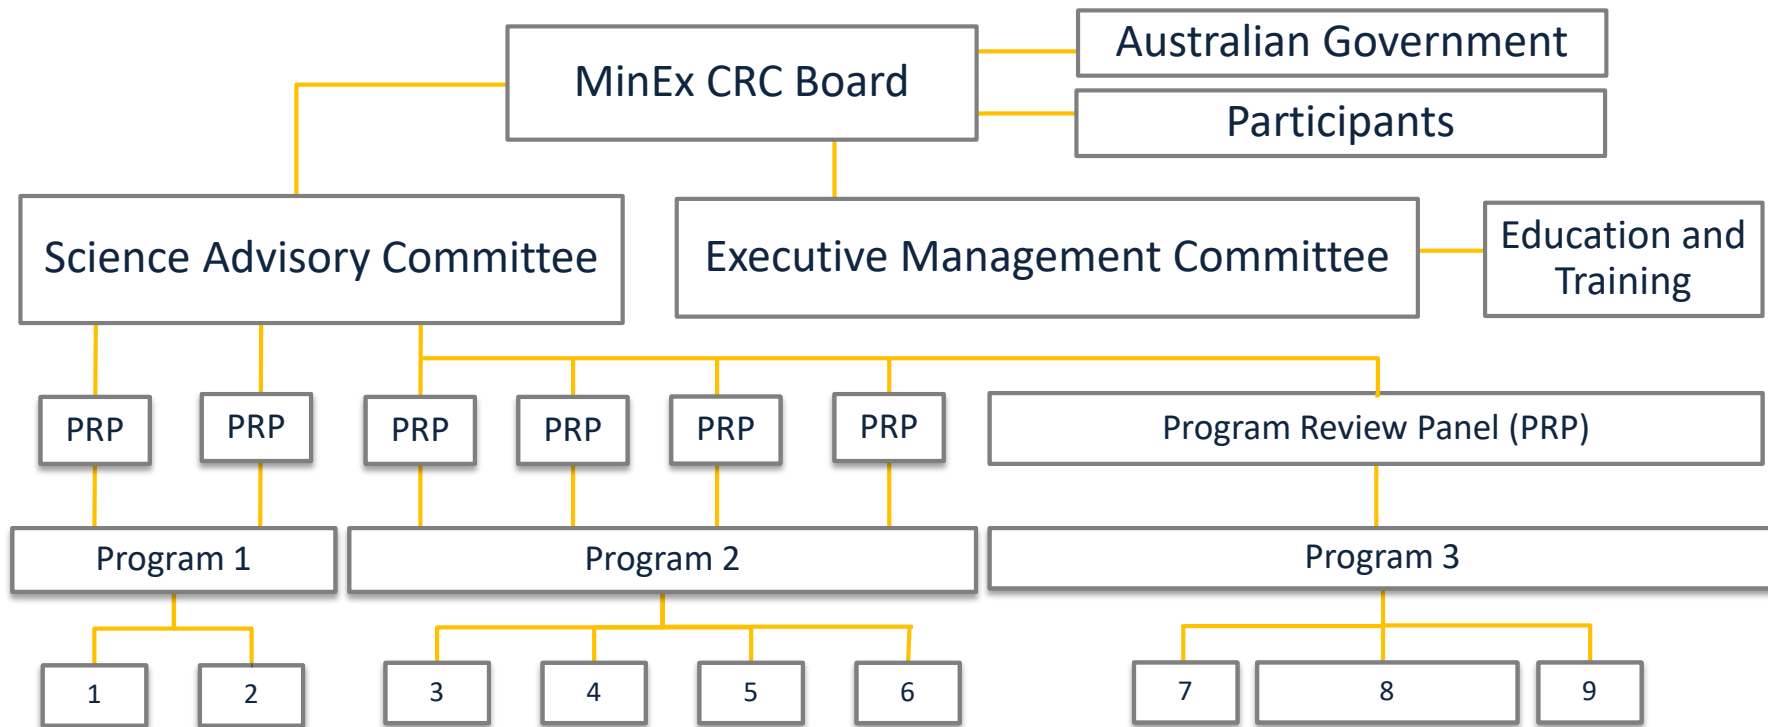 Australian Government
MinEx CRC Board
Participants
Science Advisory Committee
Executive Management Committee
Education and
Training
PRP
PRP
PRP
PRP
PRP
PRP
Program Review Panel (PRP)
Program 1
Program 2
Program 3
1
2
3
4
5
6
7
8
9